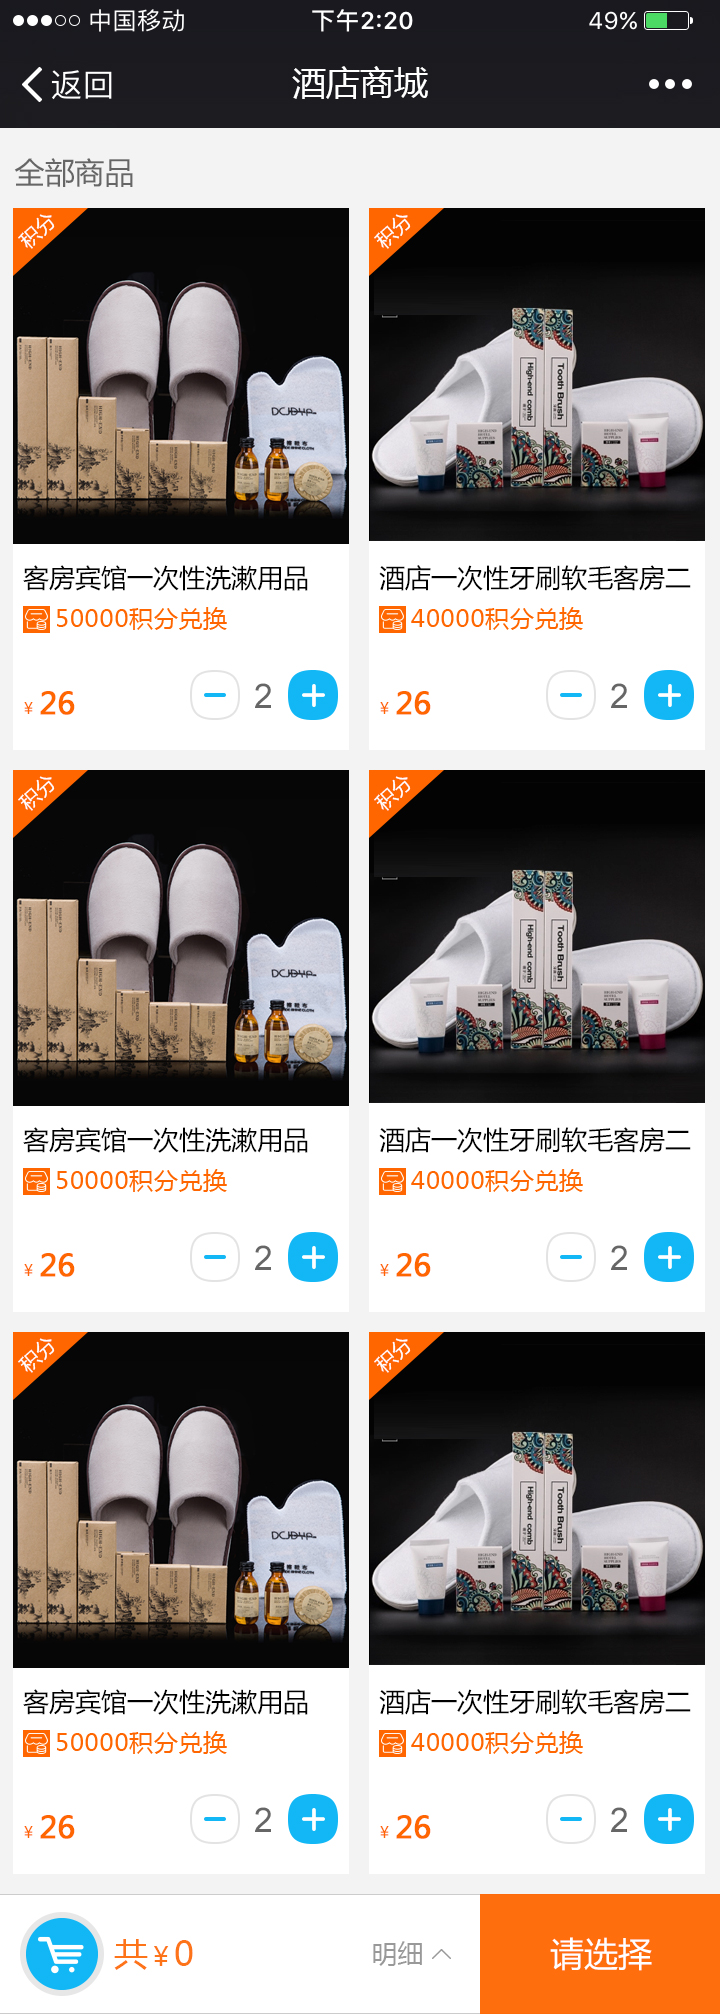 中国移动 下午2:20 49%
返回 酒店商城
全部商品
积分 积分
DCJDYP
Tooth Brush
High-end comb
客房宾馆一次性洗漱用品 酒店一次性牙刷软毛客房二
50000积分兑换 40000积分兑换
¥ 26 2 ¥ 26 2
积分 积分
DCJDYP
Tooth Brush
High-end comb
客房宾馆一次性洗漱用品 酒店一次性牙刷软毛客房二
50000积分兑换 40000积分兑换
¥ 26 2 ¥ 26 2
积分 积分
DCJDYP
Tooth Brush
High-end comb
客房宾馆一次性洗漱用品 酒店一次性牙刷软毛客房二
50000积分兑换 40000积分兑换
¥ 26 2 ¥ 26 2
共¥0 明细 请选择